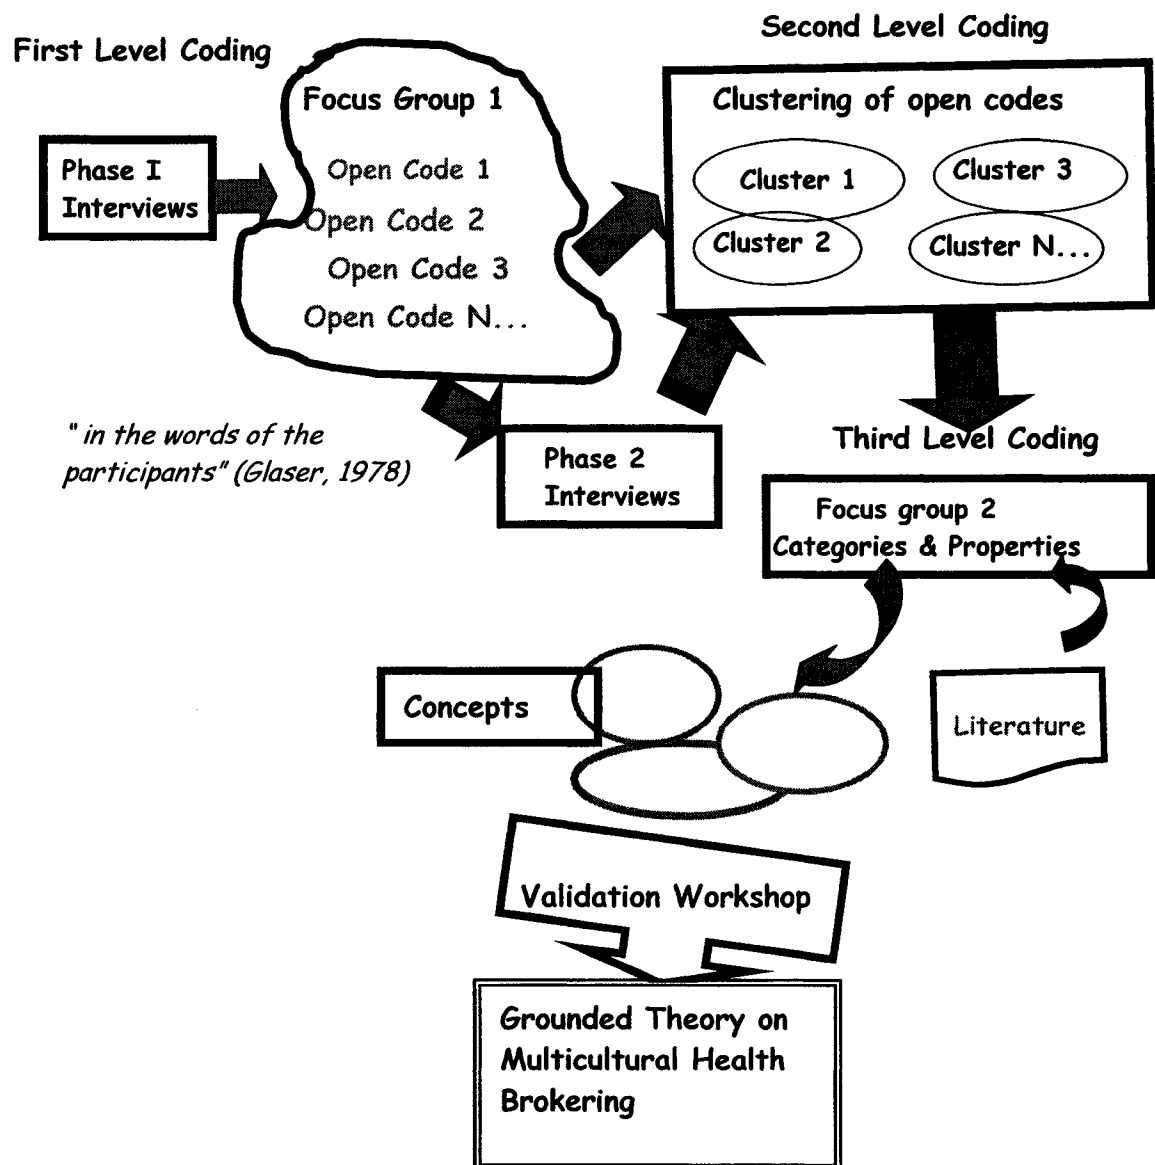 First Level Coding
Phase I
Interviews
Focus Group 1
Open Code 1
Open Code 2
Open Code 3
Open Code N...
Second Level Coding
Clustering of open codes
Cluster 1
Cluster 3
Cluster 2
Cluster N...
" in the words of the
participants" (Glaser, 1978)
Phase 2
Interviews
Third Level Coding
Focus group 2
Categories & Properties
Concepts
Literature
Validation Workshop
Grounded Theory on
Multicultural Health
Brokering